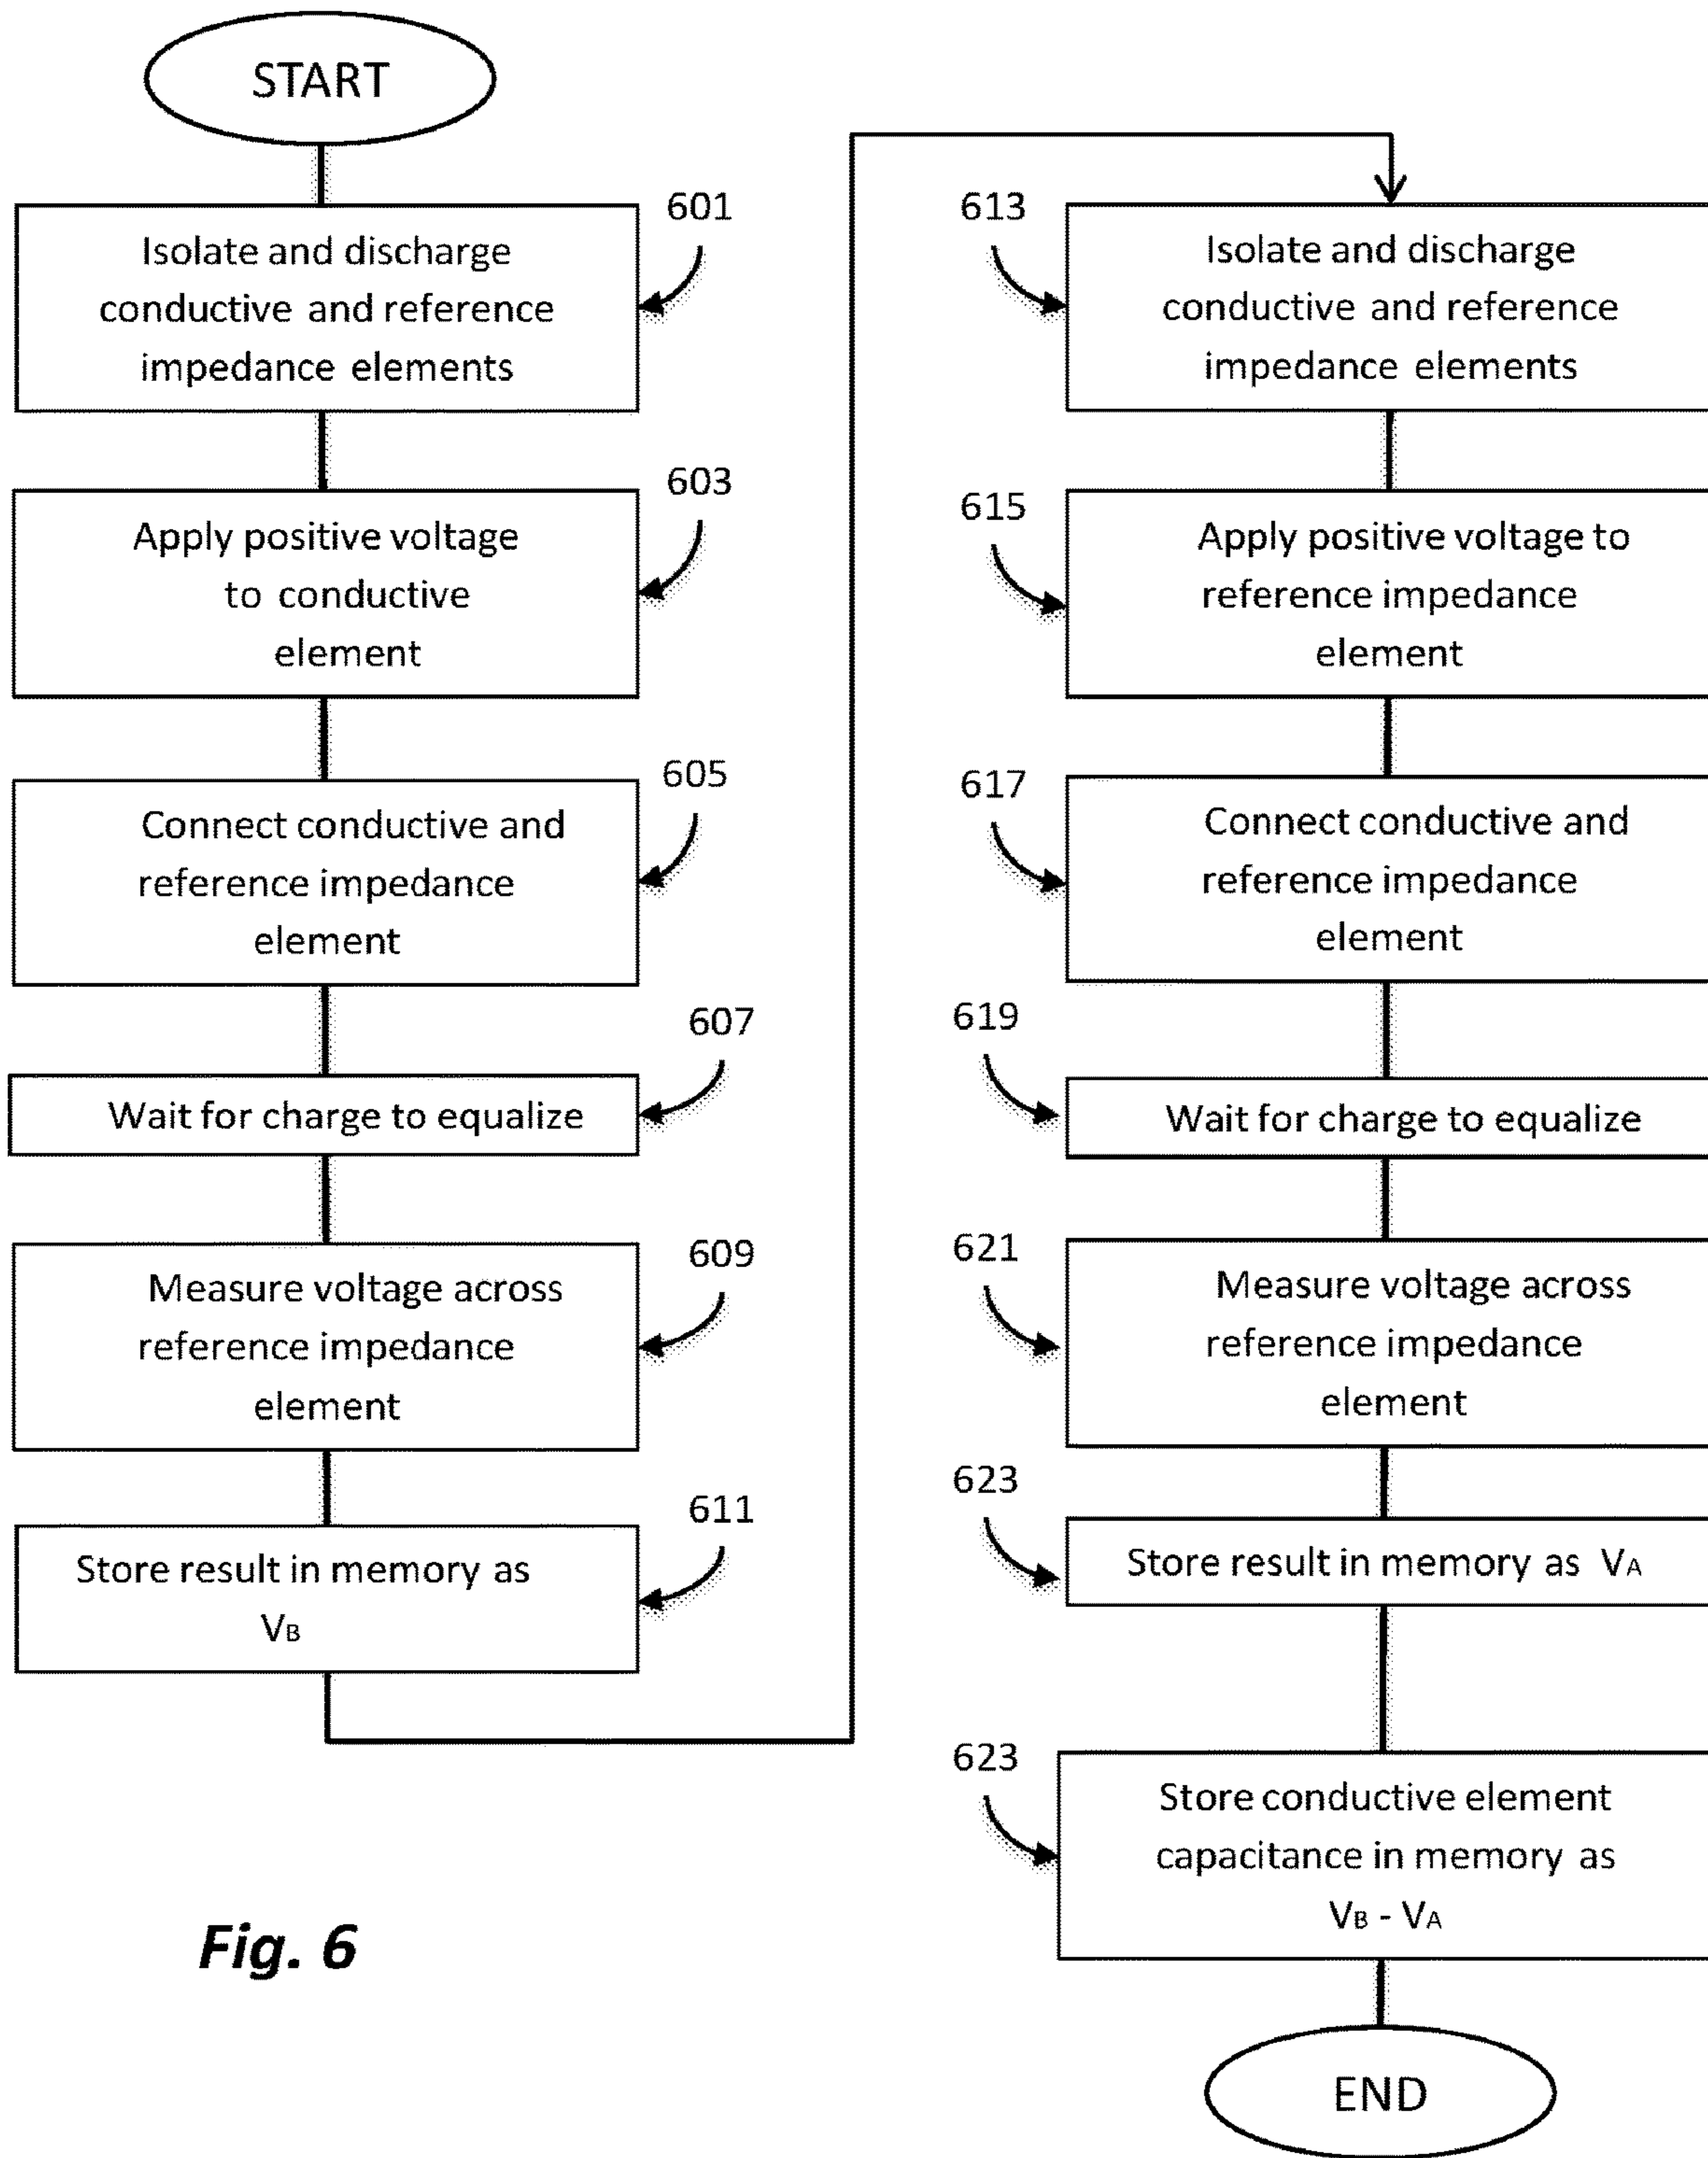 START
601
Isolate and discharge
conductive and reference
impedance elements
603
Apply positive voltage
to conductive
element
605
Connect conductive and
reference impedance
element
607
Wait for charge to equalize
609
Measure voltage across
reference impedance
element
611
Store result in memory as
VB
613
Isolate and discharge
conductive and reference
impedance elements
615
Apply positive voltage to
reference impedance
element
617
Connect conductive and
reference impedance
element
619
Wait for charge to equalize
621
Measure voltage across
reference impedance
element
623
Store result in memory as VA
623
Store conductive element
capacitance in memory as
VB - VA
END
Fig. 6